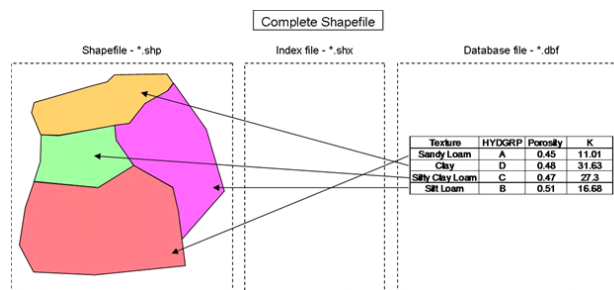 Complete Shapefile
Shapefile - *.shp
Index file - *.shx
Database file - *.dbf
Texture HYDGRP Porosity K
Sandy Loam A 0.45 11.01
Clay D 0.48 31.63
Silty Clay Loam C 0.47 27.3
Silt Loam B 0.51 16.68